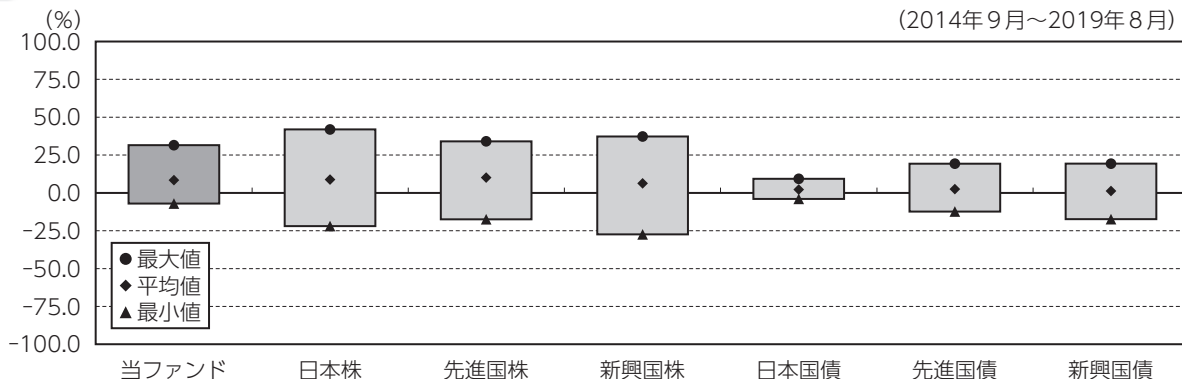 (%)
(2014年9月～2019年8月)
100.0
75.0
50.0
25.0
0.0
-25.0
-50.0
-75.0
-100.0
●最大値
◆平均値
▲最小値
当ファンド 日本株 先進国株 新興国株 日本国債 先進国債 新興国債